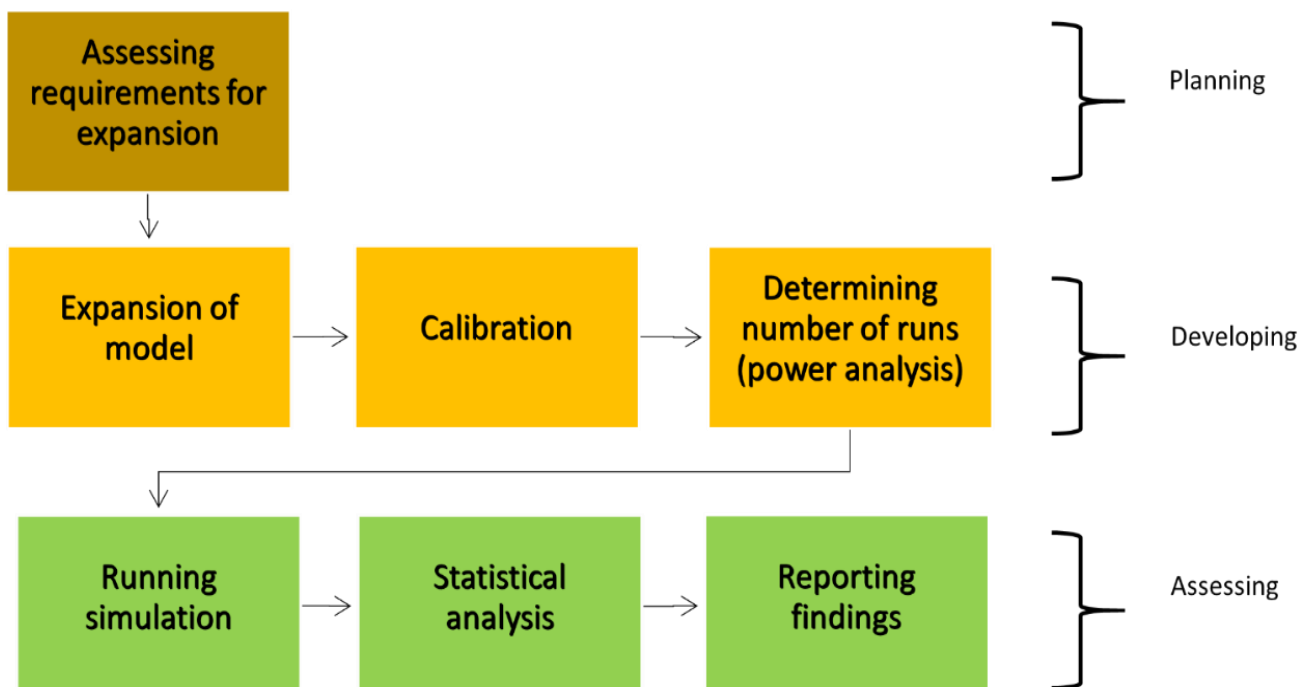 Assessing
requirements for
expansion
Planning
Expansion of
model
Calibration
Determining
number of runs
(power analysis)
Developing
Running
simulation
Statistical
analysis
Reporting
findings
Assessing